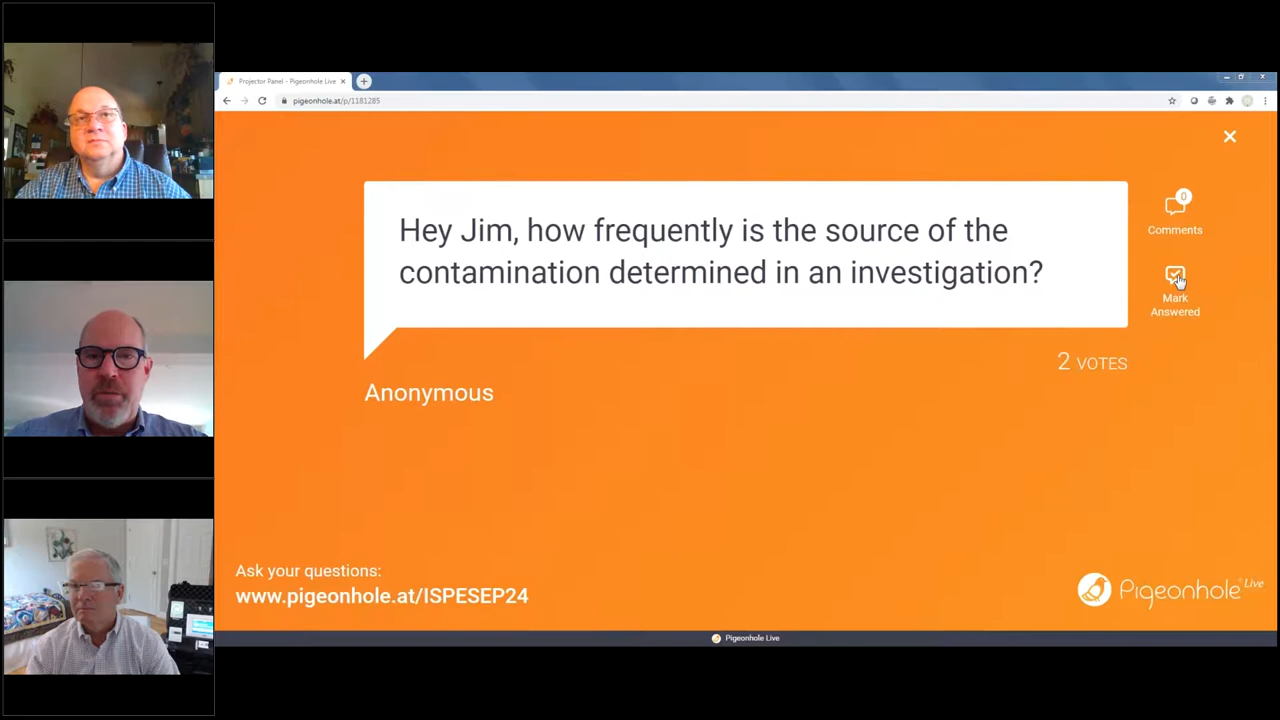 Projector Panel - Pigeonhole Live
pigeonhole.at/p/1181285
Hey Jim, how frequently is the source of the
contamination determined in an investigation?
0
Comments
Mark
Answered
2 VOTES
Anonymous
Ask your questions:
www.pigeonhole.at/ISPESEP24
Pigeonhole Live
Pigeonhole Live